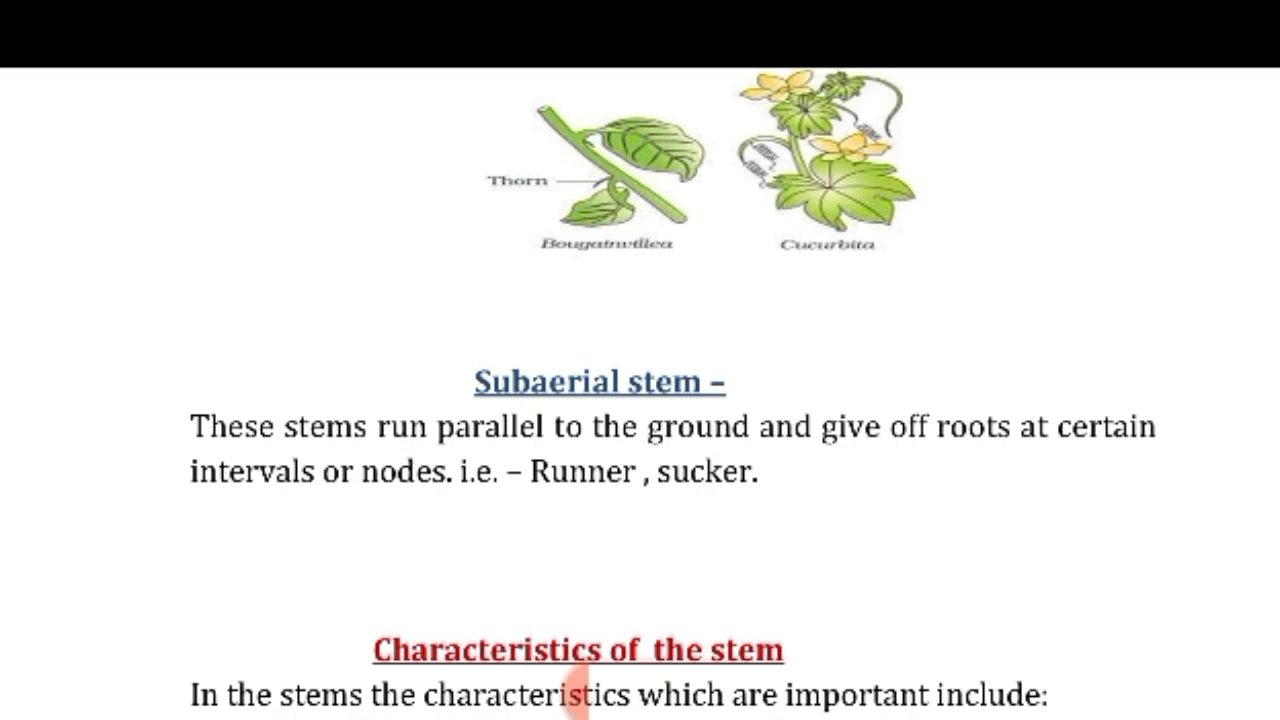 Thorn
Bougainvillea
Cucurbita
Subaerial stem –
These stems run parallel to the ground and give off roots at certain
intervals or nodes. i.e. – Runner , sucker.
Characteristics of the stem
In the stems the characteristics which are important include: